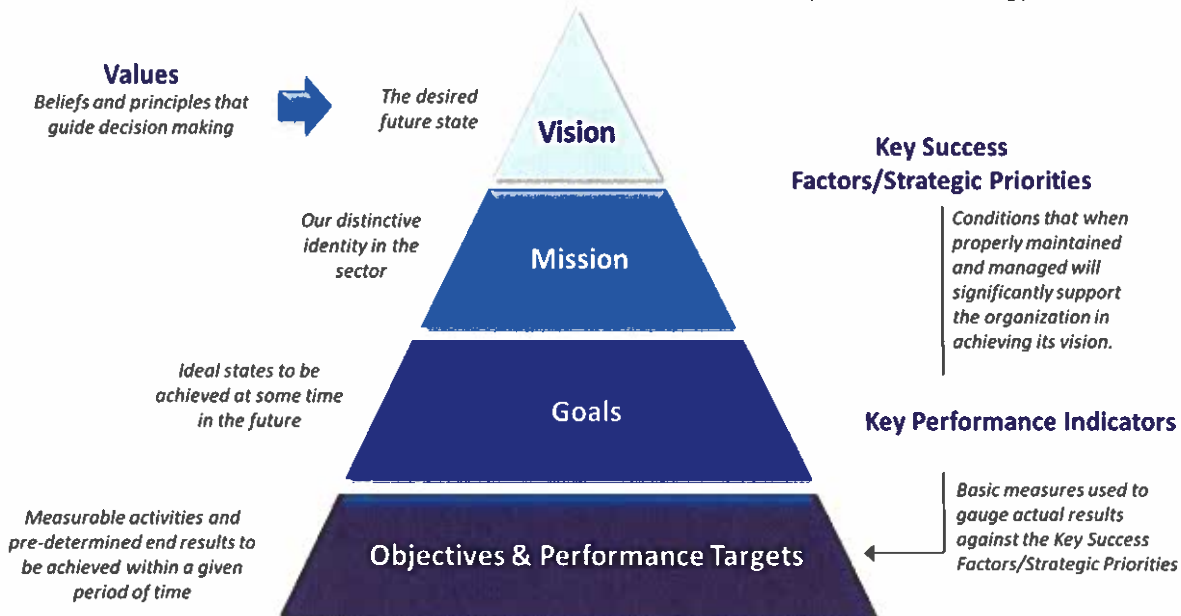 Values
Beliefs and principles that
guide decision making
The desired
future state
Vision
Key Success
Factors/Strategic Priorities
Our distinctive
identity in the
sector
Mission
Conditions that when
properly maintained
and managed will
significantly support
the organization in
achieving its vision.
Ideal states to be
achieved at some time
in the future
Goals
Key Performance Indicators
Measurable activities and
pre-determined end results to
be achieved within a given
period of time
Objectives & Performance Targets
Basic measures used to
gauge actual results
against the Key Success
Factors/Strategic Priorities